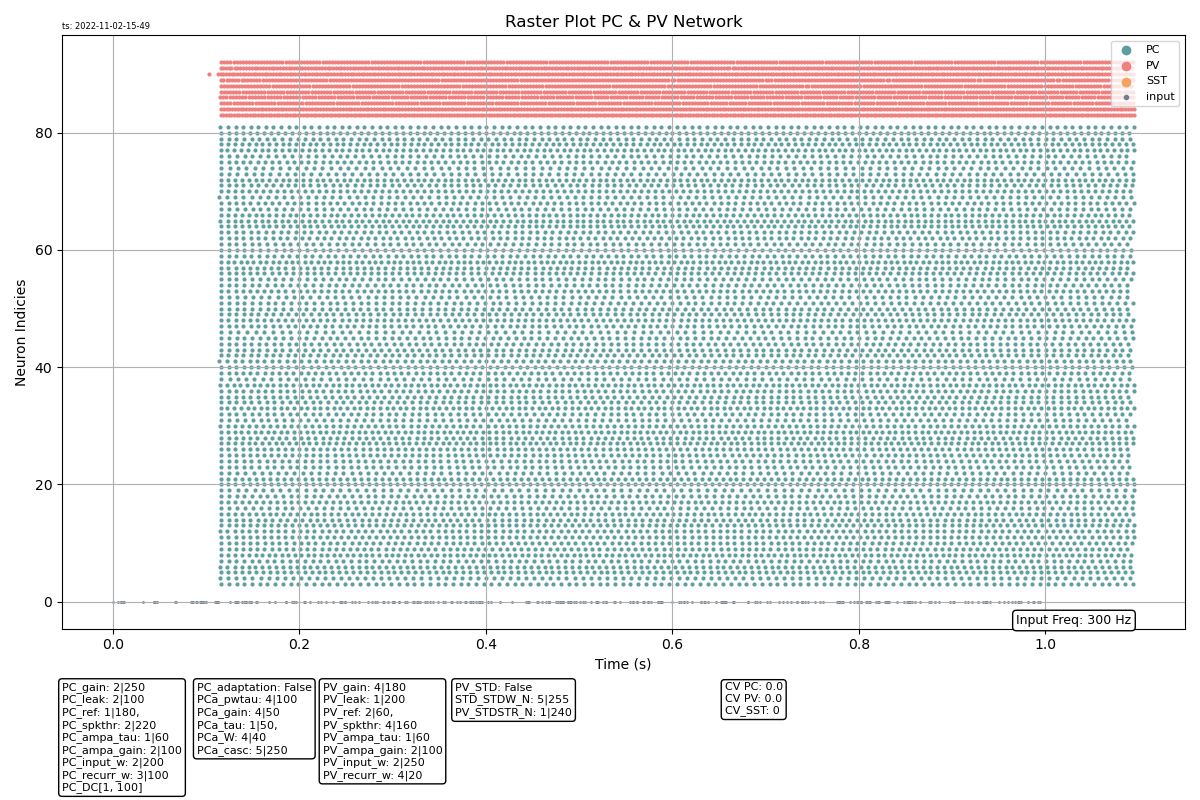 ts: 2022-11-02-15-49
Raster Plot PC & PV Network
PC
PV
SST
input
80
60
40
20
0
Neuron Indicies
Input Freq: 300 Hz
0.0 0.2 0.4 0.6 0.8 1.0
Time (s)
PC_gain: 2|250
PC_leak: 2|100
PC_ref: 1|180,
PC_spkthr: 2|220
PC_ampa_tau: 1|60
PC_ampa_gain: 2|100
PC_input_w: 2|200
PC_recurr_w: 3|100
PC_DC[1, 100]
PC_adaptation: False
PCa_pwtau: 4|100
PCa_gain: 4|50
PCa_tau: 1|50,
PCa_W: 4|40
PCa_casc: 5|250
PV_gain: 4|180
PV_leak: 1|200
PV_ref: 2|60,
PV_spkthr: 4|160
PV_ampa_tau: 1|60
PV_ampa_gain: 2|100
PV_input_w: 2|250
PV_recurr_w: 4|20
PV_STD: False
STD_STDW_N: 5|255
PV_STDSTR_N: 1|240
CV PC: 0.0
CV PV: 0.0
CV_SST: 0